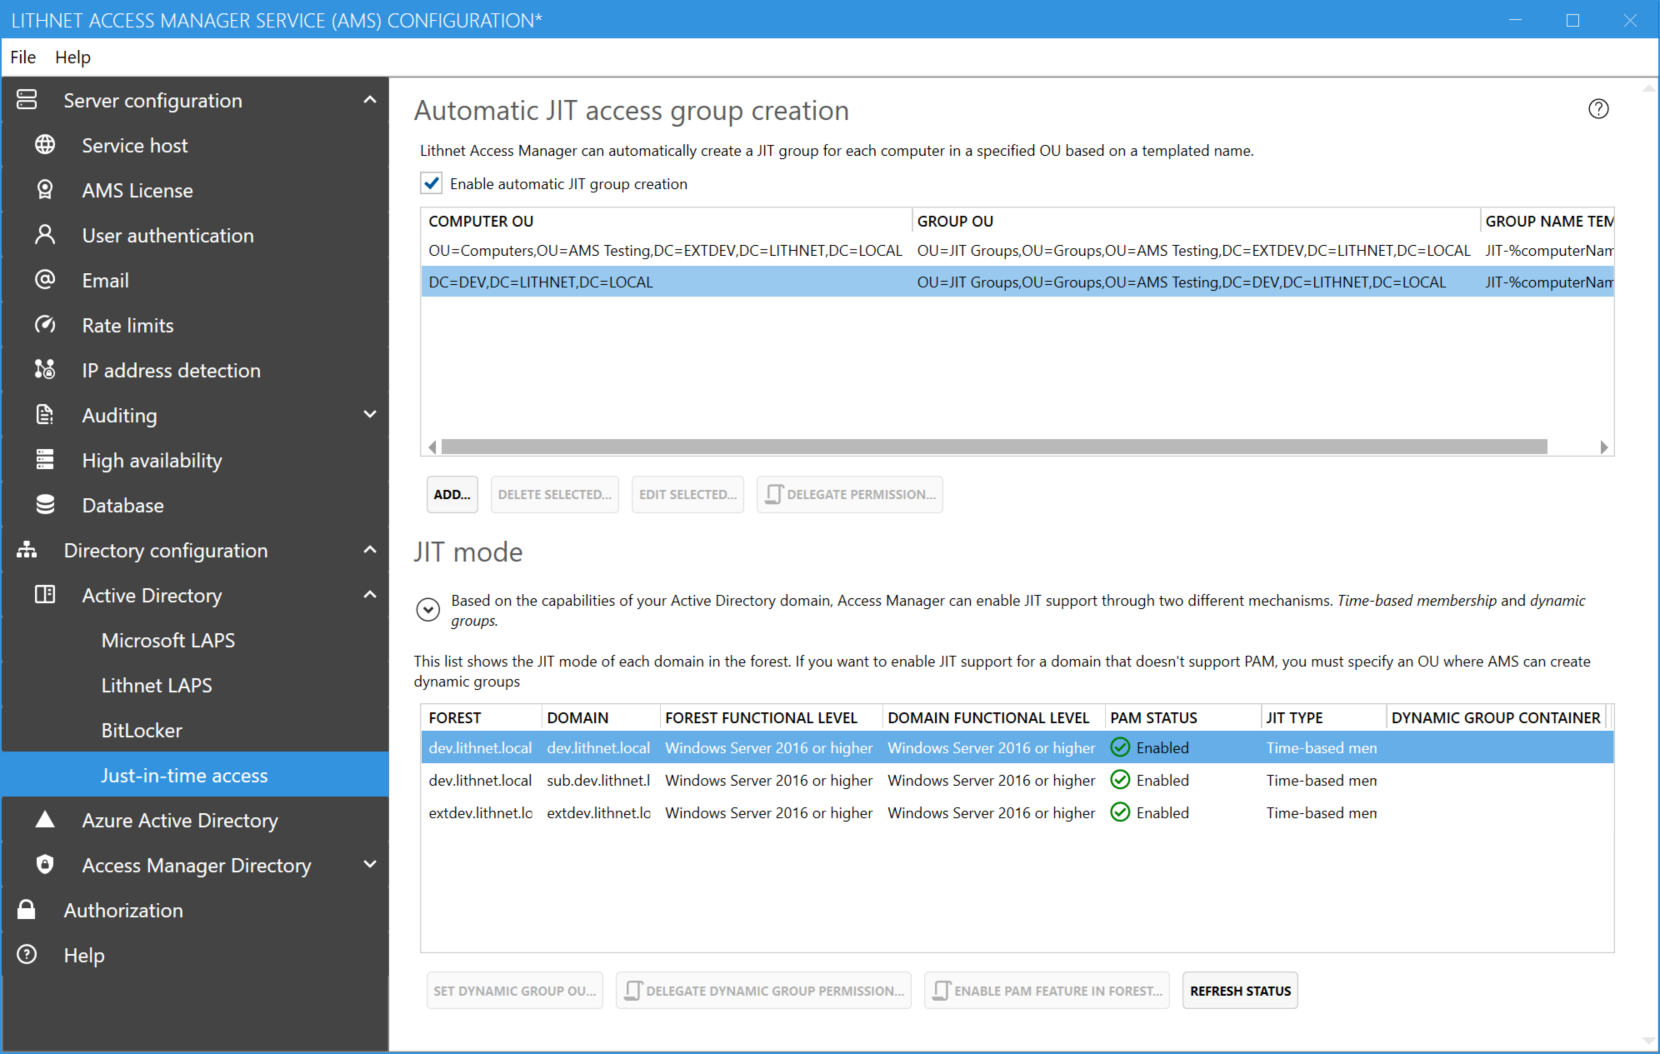 LITHNET ACCESS MANAGER SERVICE (AMS) CONFIGURATION*
File Help
Server configuration
Service host
AMS License
User authentication
Email
Rate limits
IP address detection
Auditing
High availability
Database
Directory configuration
Active Directory
Microsoft LAPS
Lithnet LAPS
BitLocker
Just-in-time access
Azure Active Directory
Access Manager Directory
Authorization
Help
Automatic JIT access group creation
Lithnet Access Manager can automatically create a JIT group for each computer in a specified OU based on a templated name.
Enable automatic JIT group creation
COMPUTER OU GROUP OU GROUP NAME TEM
OU=Computers,OU=AMS Testing,DC=EXTDEV,DC=LITHNET,DC=LOCAL OU=JIT Groups,OU=Groups,OU=AMS Testing,DC=EXTDEV,DC=LITHNET,DC=LOCAL JIT-%computerNam
DC=DEV,DC=LITHNET,DC=LOCAL OU=JIT Groups,OU=Groups,OU=AMS Testing,DC=DEV,DC=LITHNET,DC=LOCAL JIT-%computerNam
ADD... DELETE SELECTED... EDIT SELECTED... DELEGATE PERMISSION...
JIT mode
Based on the capabilities of your Active Directory domain, Access Manager can enable JIT support through two different mechanisms. Time-based membership and dynamic
groups.
This list shows the JIT mode of each domain in the forest. If you want to enable JIT support for a domain that doesn't support PAM, you must specify an OU where AMS can create
dynamic groups
FOREST DOMAIN FOREST FUNCTIONAL LEVEL DOMAIN FUNCTIONAL LEVEL PAM STATUS JIT TYPE DYNAMIC GROUP CONTAINER
dev.lithnet.local dev.lithnet.local Windows Server 2016 or higher Windows Server 2016 or higher Enabled Time-based men
dev.lithnet.local sub.dev.lithnet.l Windows Server 2016 or higher Windows Server 2016 or higher Enabled Time-based men
extdev.lithnet.lc extdev.lithnet.lc Windows Server 2016 or higher Windows Server 2016 or higher Enabled Time-based men
SET DYNAMIC GROUP OU... DELEGATE DYNAMIC GROUP PERMISSION... ENABLE PAM FEATURE IN FOREST... REFRESH STATUS